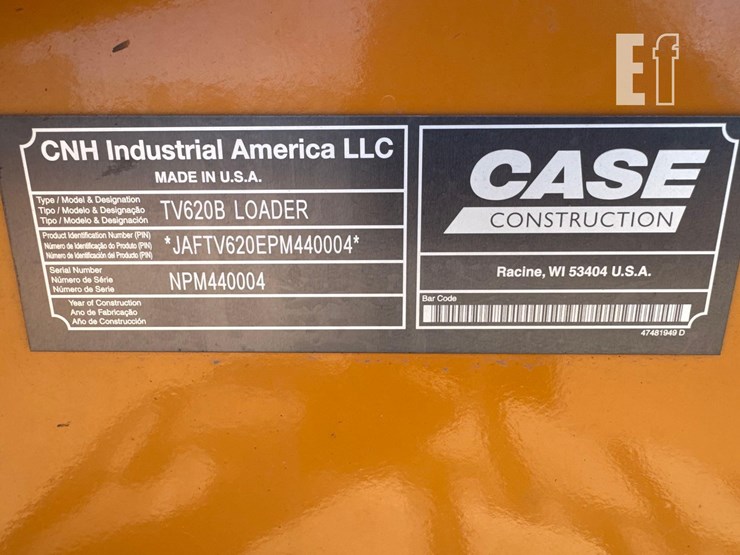 Ef
CNH Industrial America LLC
MADE IN U.S.A.
Type / Model & Designation
Tipo / Modelo & Designação
Tipo / Modelo & Designación
TV620B LOADER
Product Identification Number (PIN)
Número de Identificação do Produto (PIN)
Número de Identificación del Producto (PIN)
*JAFTV620EPM440004*
Serial Number
Número de Série
Número de Serie
NPM440004
Year of Construction
Ano de Fabricação
Año de Construcción
CASE
CONSTRUCTION
Racine, WI 53404 U.S.A.
Bar Code
47481949 D